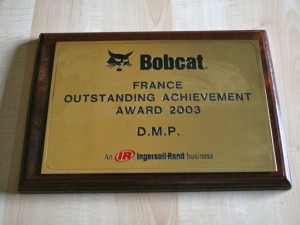 Bobcat
FRANCE
OUTSTANDING ACHIEVEMENT
AWARD 2003
D.M.P.
An IR Ingersoll-Rand business